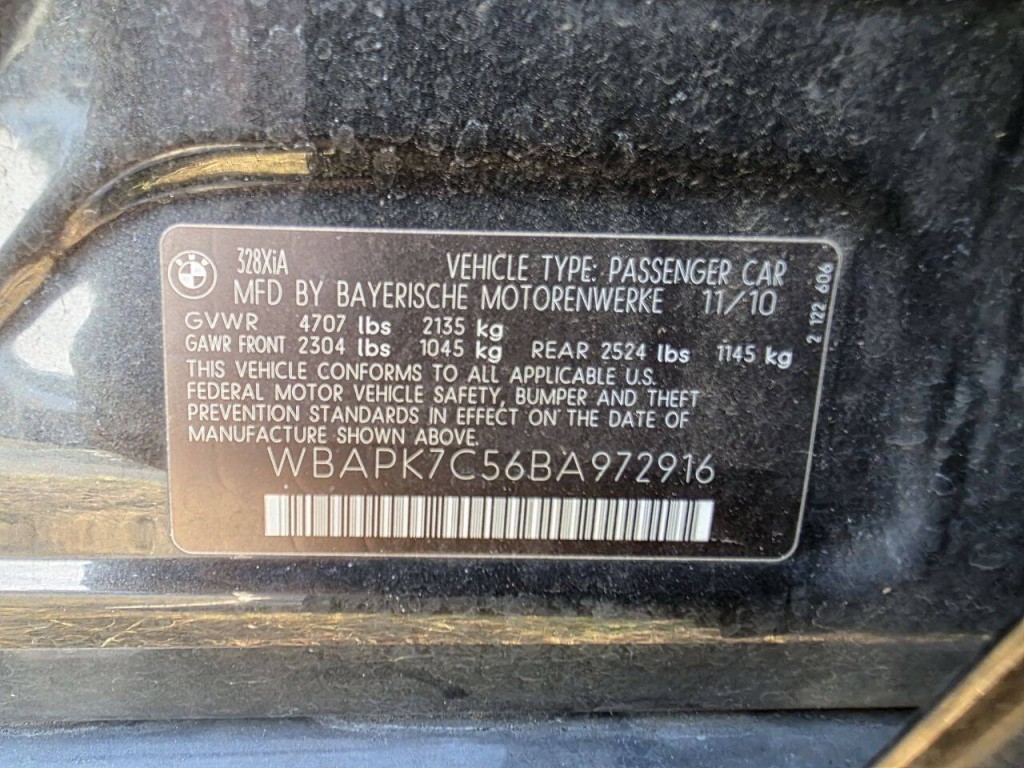 328XiA
VEHICLE TYPE: PASSENGER CAR
MFD BY BAYERISCHE MOTORENWERKE 11/10
GVWR 4707 lbs 2135 kg
GAWR FRONT 2304 lbs 1045 kg REAR 2524 lbs 1145 kg
THIS VEHICLE CONFORMS TO ALL APPLICABLE U.S.
FEDERAL MOTOR VEHICLE SAFETY, BUMPER AND THEFT
PREVENTION STANDARDS IN EFFECT ON THE DATE OF
MANUFACTURE SHOWN ABOVE.
WBAPK7C56BA972916
2 122 606